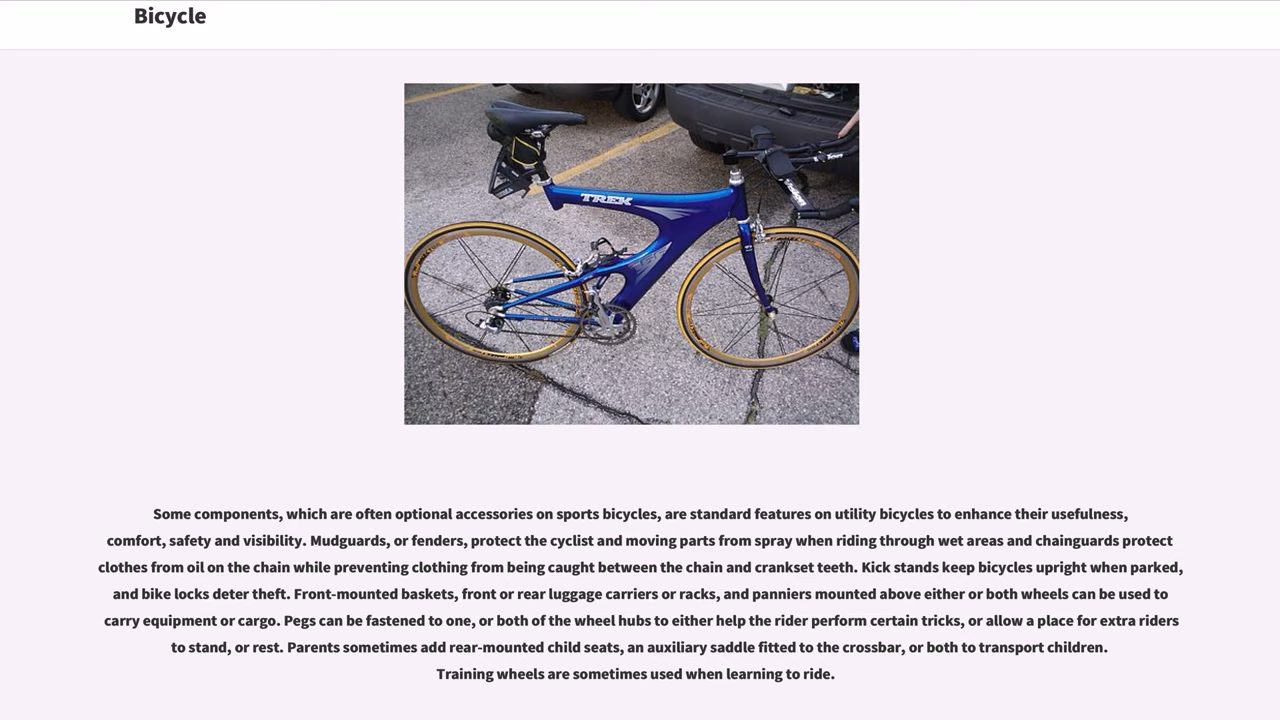 Bicycle
TREK
Some components, which are often optional accessories on sports bicycles, are standard features on utility bicycles to enhance their usefulness,
comfort, safety and visibility. Mudguards, or fenders, protect the cyclist and moving parts from spray when riding through wet areas and chainguards protect
clothes from oil on the chain while preventing clothing from being caught between the chain and crankset teeth. Kick stands keep bicycles upright when parked,
and bike locks deter theft. Front-mounted baskets, front or rear luggage carriers or racks, and panniers mounted above either or both wheels can be used to
carry equipment or cargo. Pegs can be fastened to one, or both of the wheel hubs to either help the rider perform certain tricks, or allow a place for extra riders
to stand, or rest. Parents sometimes add rear-mounted child seats, an auxiliary saddle fitted to the crossbar, or both to transport children.
Training wheels are sometimes used when learning to ride.